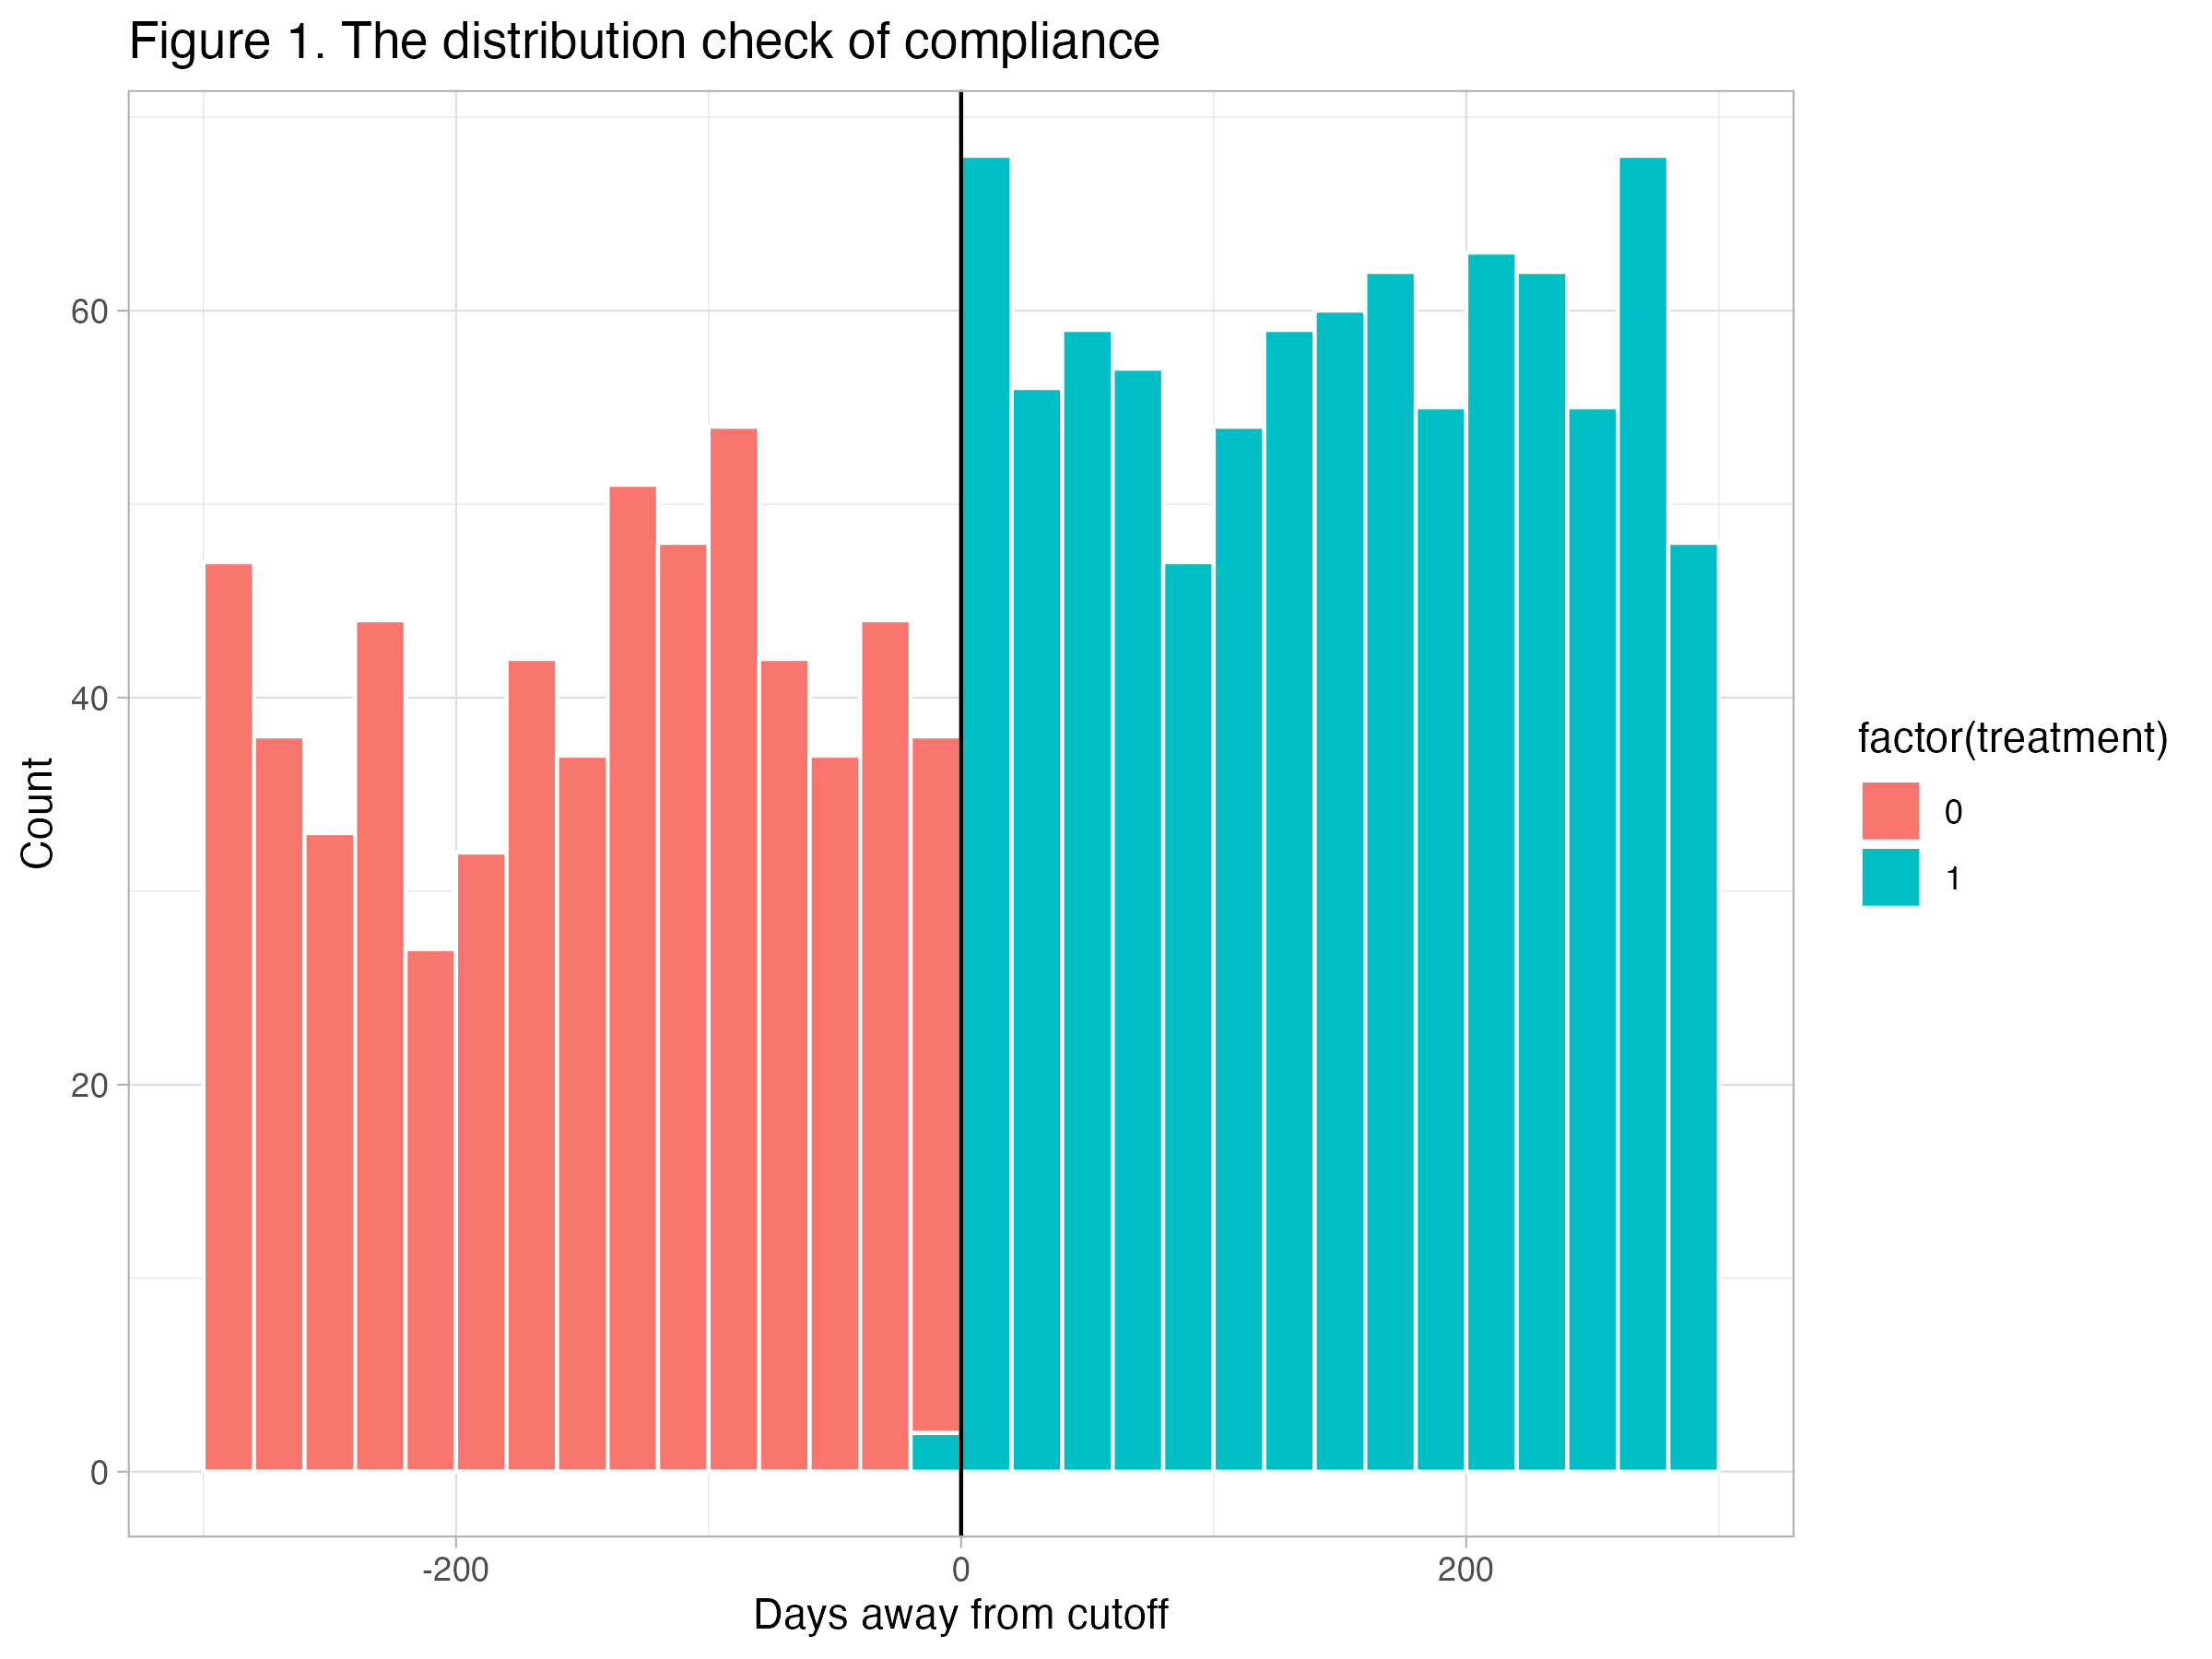 Figure 1. The distribution check of compliance
60
40
20
0
Count
-200
0
200
Days away from cutoff
factor(treatment)
0
1